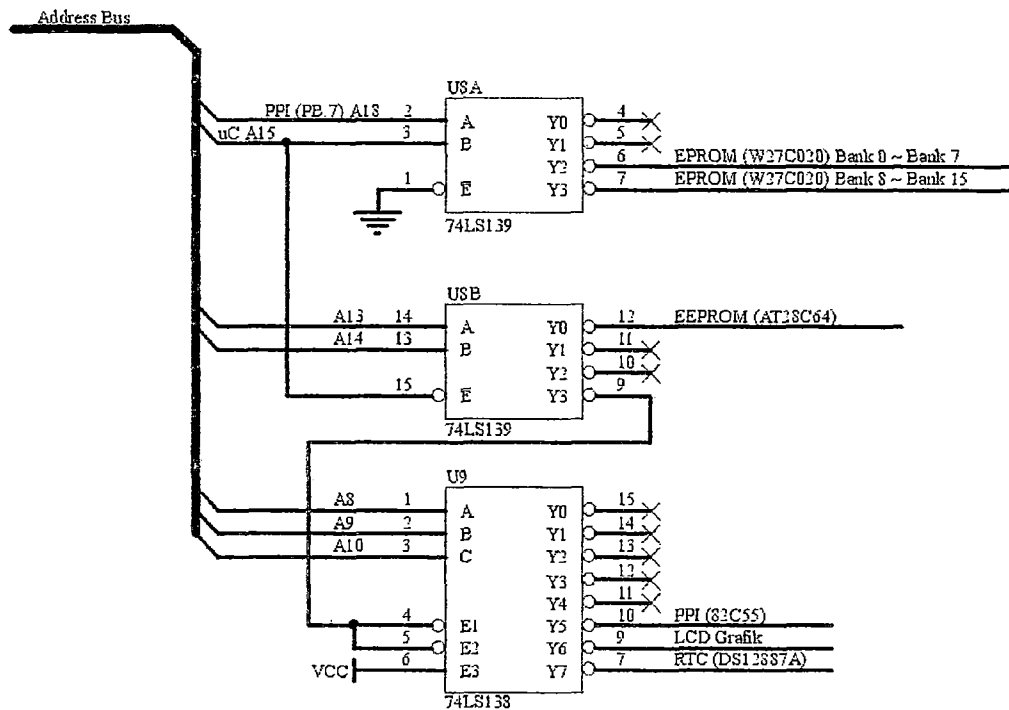 Address Bus
U8A
PPI (PB.7) A18 2 A Y0 4
uC A15 3 B Y1 5
Y2 6 EPROM (W27C020) Bank 0 ~ Bank 7
1 E Y3 7 EPROM (W27C020) Bank 8 ~ Bank 15
74LS139
U8B
A13 14 A Y0 12 EEPROM (AT28C64)
A14 13 B Y1 11
Y2 10
15 E Y3 9
74LS139
U9
A8 1 A Y0 15
A9 2 B Y1 14
A10 3 C Y2 13
Y3 12
Y4 11
4 E1 Y5 10 PPI (82C55)
5 E2 Y6 9 LCD Grafik
VCC 6 E3 Y7 7 RTC (DS12887A)
74LS138